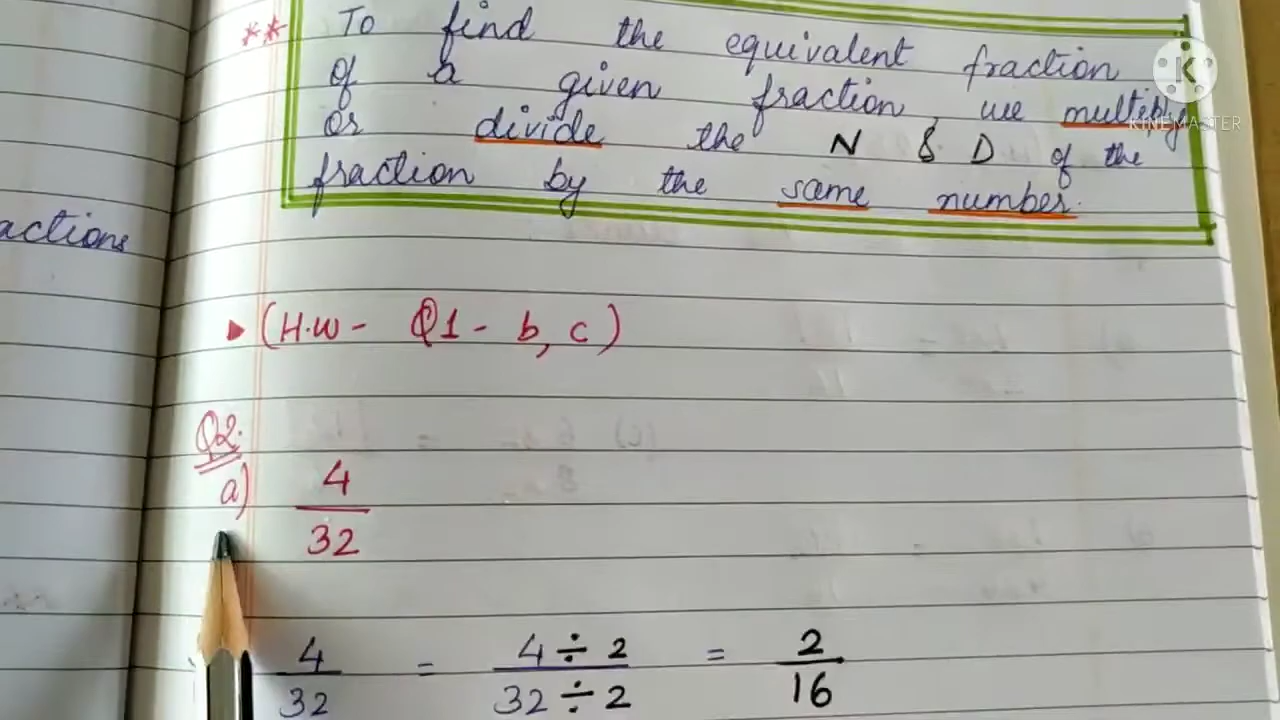 ** To find the equivalent fraction
of a given fraction, we multiply
or divide the N & D of the
fraction by the same number.
KINEMASTER
actions
(H.W - Q1 - b, c)
Q2.
a) 4/32
4/32 = 4 ÷ 2/32 ÷ 2 = 2/16